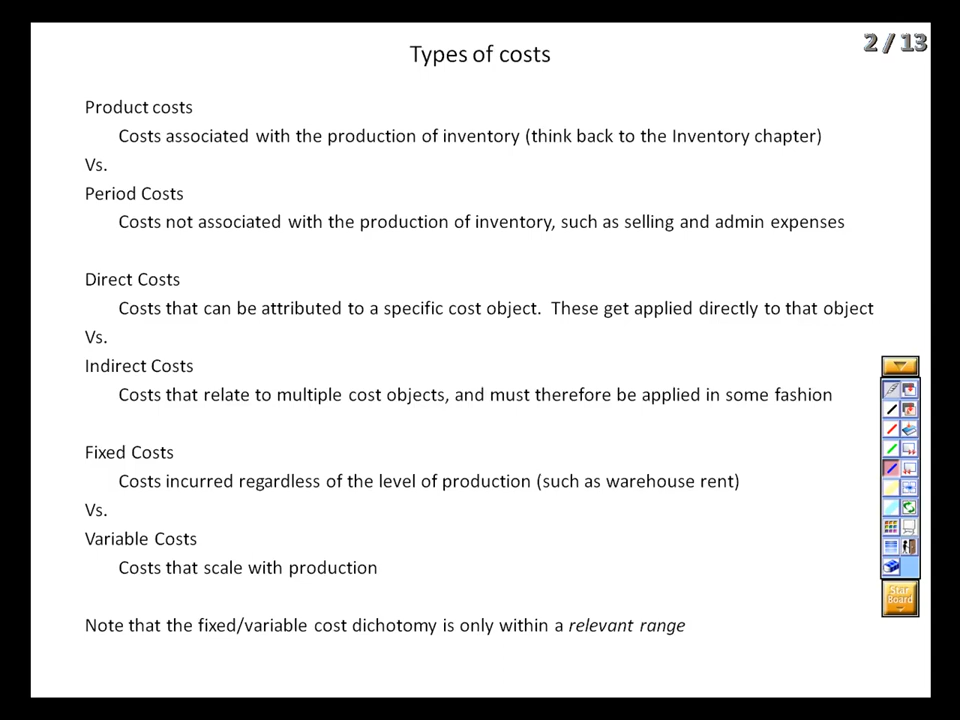 Types of costs
2 / 13
Product costs
Costs associated with the production of inventory (think back to the Inventory chapter)
Vs.
Period Costs
Costs not associated with the production of inventory, such as selling and admin expenses
Direct Costs
Costs that can be attributed to a specific cost object.  These get applied directly to that object
Vs.
Indirect Costs
Costs that relate to multiple cost objects, and must therefore be applied in some fashion
Fixed Costs
Costs incurred regardless of the level of production (such as warehouse rent)
Vs.
Variable Costs
Costs that scale with production
Note that the fixed/variable cost dichotomy is only within a relevant range
Star
Board